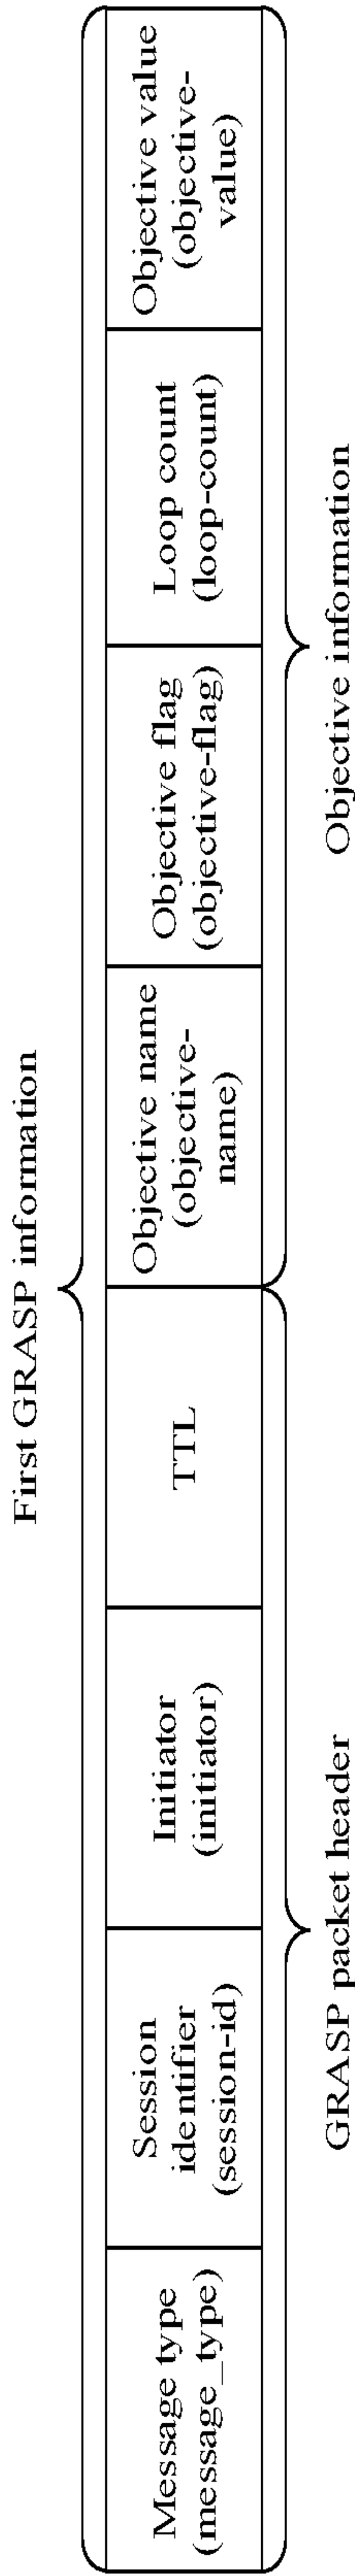 First GRASP information
Message type
(message_type)
Session
identifier
(session-id)
Initiator
(initiator)
TTL
Objective name
(objective-
name)
Objective flag
(objective-flag)
Loop count
(loop-count)
Objective value
(objective-
value)
GRASP packet header
Objective information